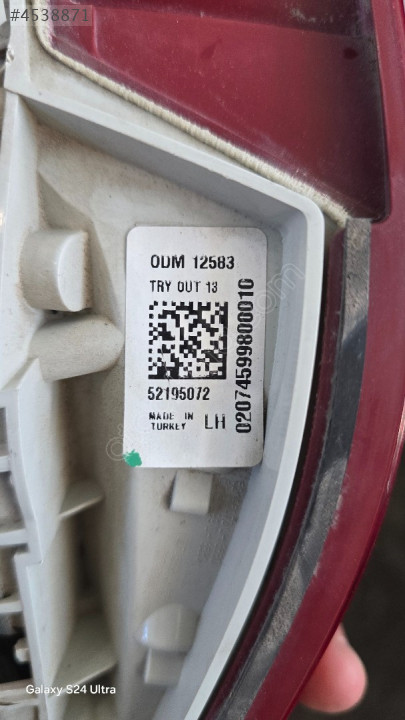 #4538871
ODM 12583
TRY OUT 13
52195072
MADE IN
TURKEY
LH
02074599800010
Galaxy S24 Ultra